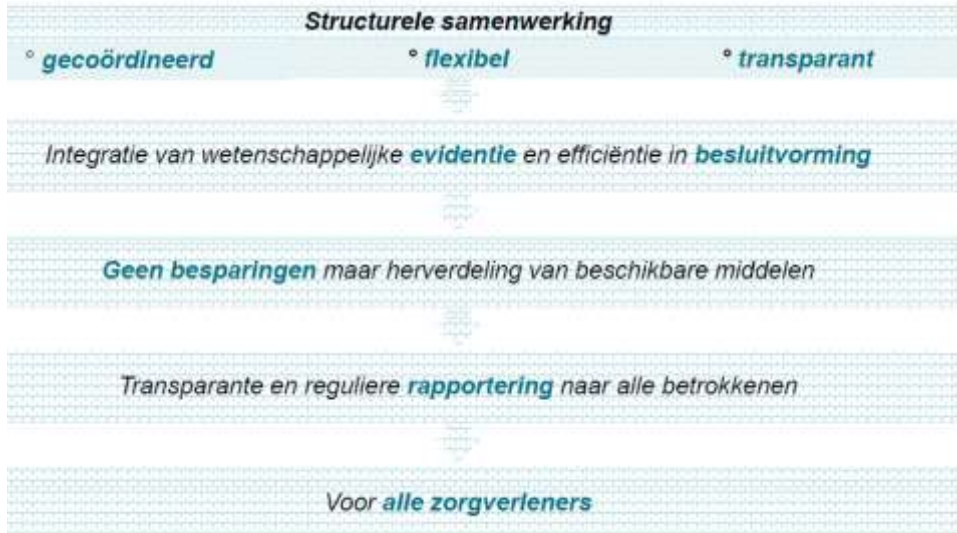 Structurele samenwerking
° gecoördineerd ° flexibel ° transparant
Integratie van wetenschappelijke evidentie en efficiëntie in besluitvorming
Geen besparingen maar herverdeling van beschikbare middelen
Transparante en reguliere rapportering naar alle betrokkenen
Voor alle zorgverleners